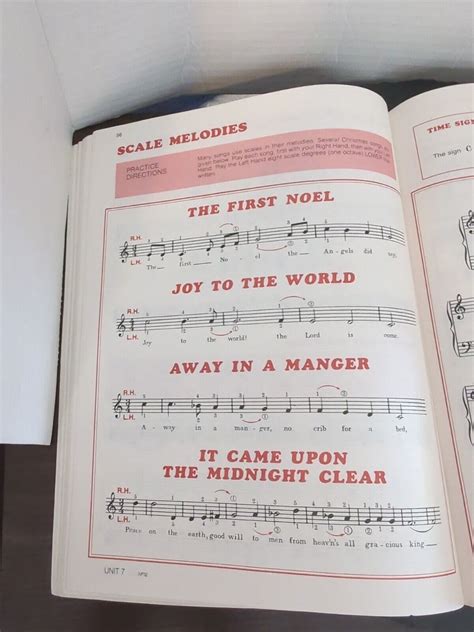 96
SCALE MELODIES
PRACTICE
DIRECTIONS
Many songs use scales in their melodies. Several Christmas songs are
given below. Play each song, first with your Right Hand, then with your Left
Hand. Play the Left Hand eight scale degrees (one octave) LOWER than
written.
TIME SIGN
The sign C
THE FIRST NOEL
R.H.
L.H.
The first No- el the An- gels did say,
JOY TO THE WORLD
R.H.
L.H.
Joy to the world! the Lord is come.
AWAY IN A MANGER
R.H.
L.H.
A- way in a man- ger, no crib for a bed,
IT CAME UPON
THE MIDNIGHT CLEAR
R.H.
L.H.
Peace on the earth, good will to men from heav'n's all gra- cious king
UNIT 7